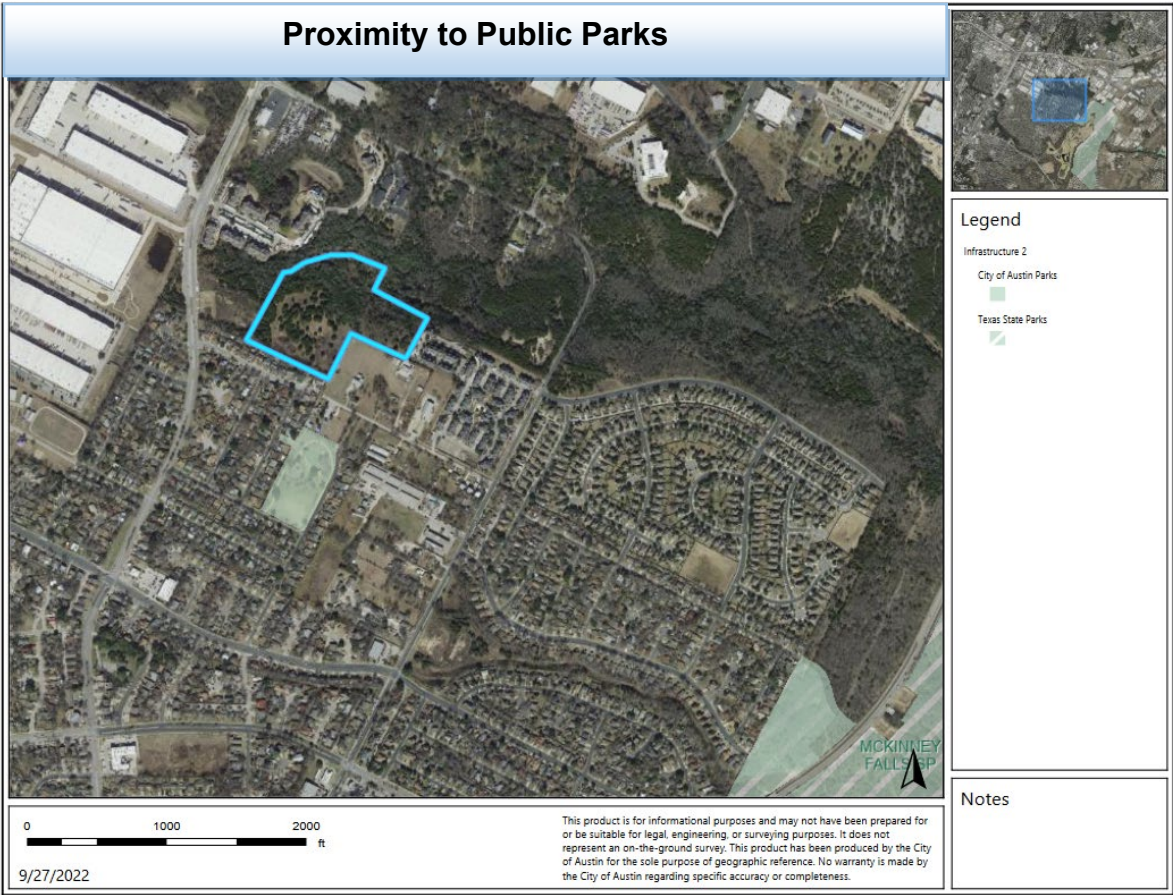 Proximity to Public Parks
Legend
Infrastructure 2
City of Austin Parks
Texas State Parks
MCKINNEY
FALLS SP
Notes
0 1000 2000
ft
9/27/2022
This product is for informational purposes and may not have been prepared for
or be suitable for legal, engineering, or surveying purposes. It does not
represent an on-the-ground survey. This product has been produced by the City
of Austin for the sole purpose of geographic reference. No warranty is made by
the City of Austin regarding specific accuracy or completeness.